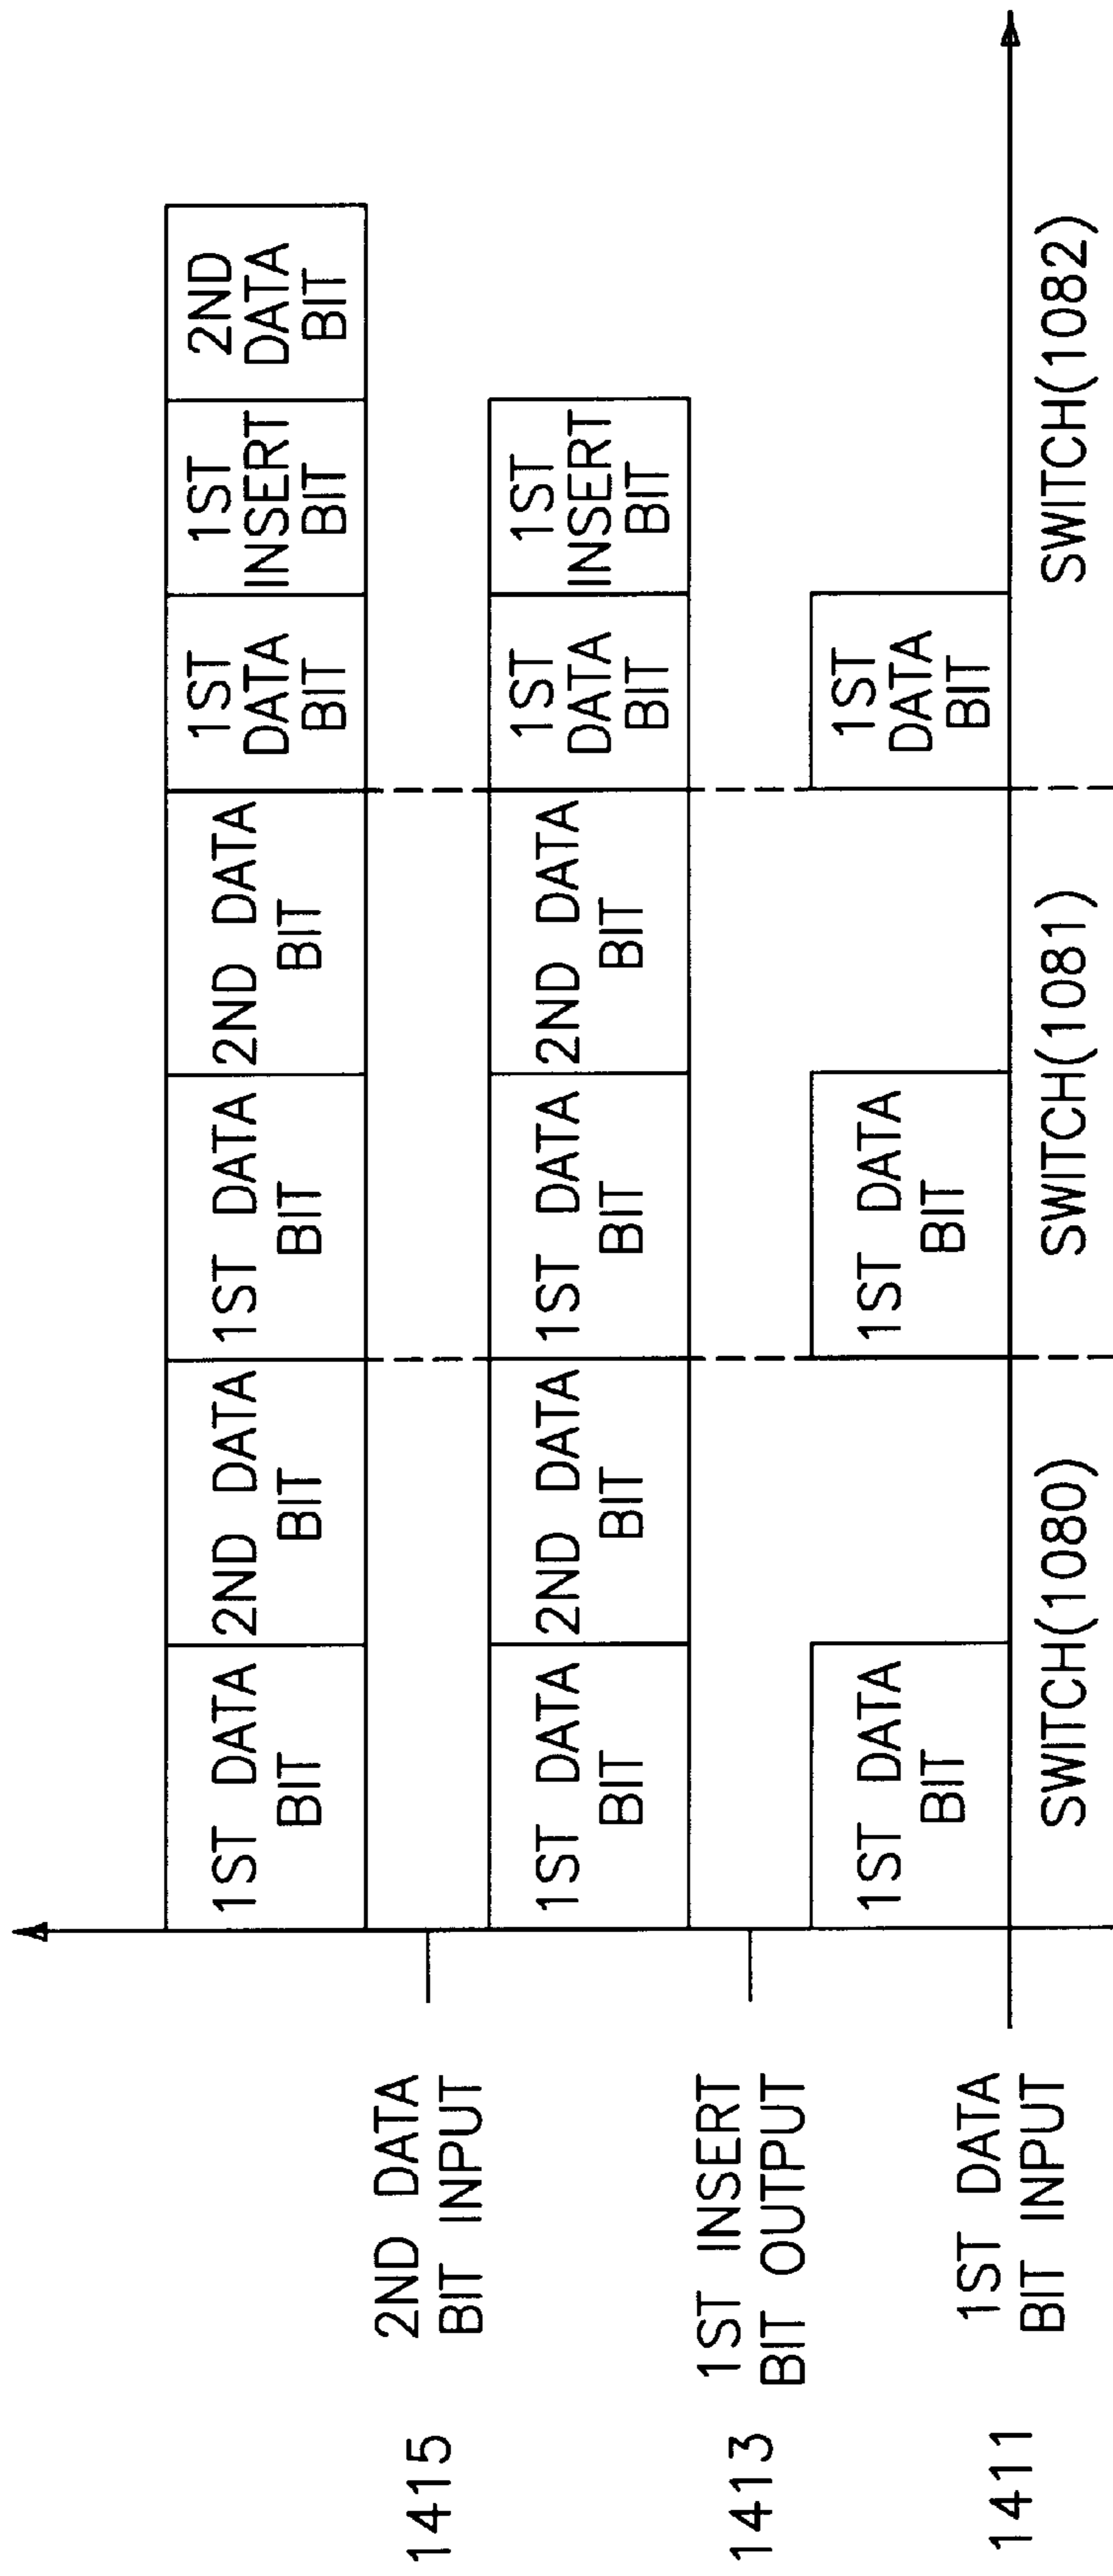 1ST DATA
BIT
2ND DATA
BIT
1ST DATA
BIT
2ND DATA
BIT
1ST
DATA
BIT
1ST
INSERT
BIT
2ND
DATA
BIT
1415
2ND DATA
BIT INPUT
1ST DATA
BIT
2ND DATA
BIT
1ST DATA
BIT
2ND DATA
BIT
1ST
DATA
BIT
1ST
INSERT
BIT
1413
1ST INSERT
BIT OUTPUT
1ST DATA
BIT
1ST DATA
BIT
1ST
DATA
BIT
1411
1ST DATA
BIT INPUT
SWITCH(1080)
SWITCH(1081)
SWITCH(1082)